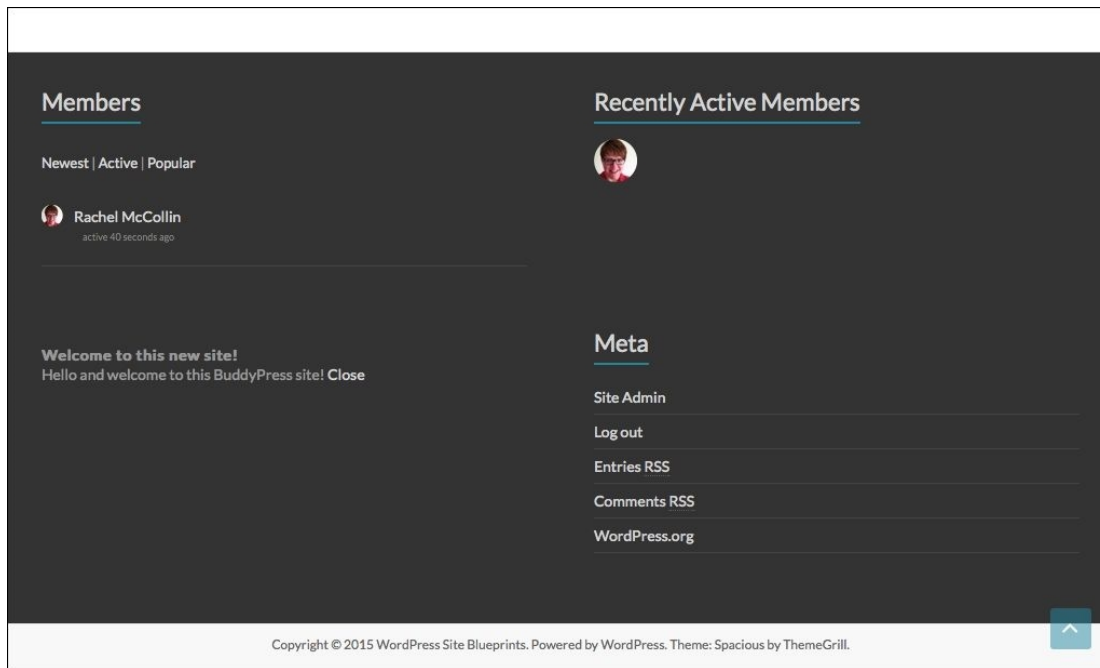 Members
Newest | Active | Popular
Rachel McCollin
active 40 seconds ago
Welcome to this new site!
Hello and welcome to this BuddyPress site! Close
Recently Active Members
Meta
Site Admin
Log out
Entries RSS
Comments RSS
WordPress.org
Copyright © 2015 WordPress Site Blueprints. Powered by WordPress. Theme: Spacious by ThemeGrill.